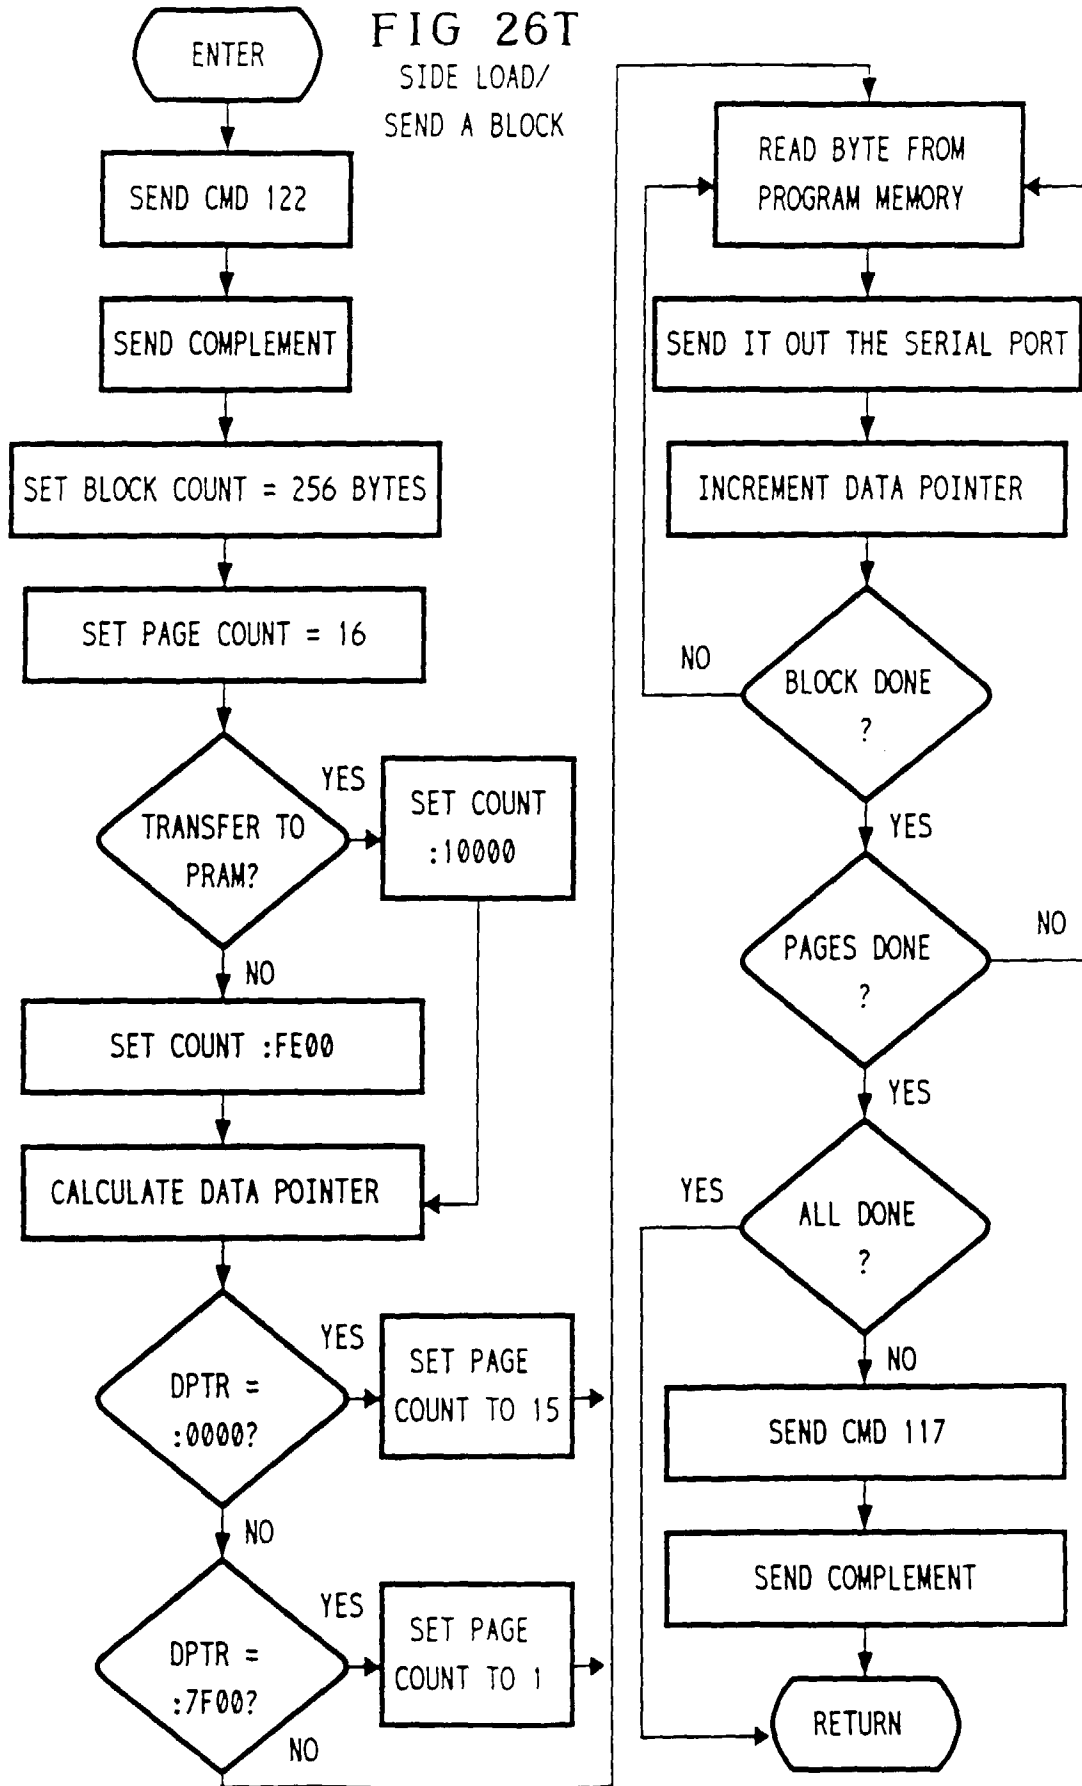 FIG 26T
SIDE LOAD/
SEND A BLOCK
ENTER
SEND CMD 122
SEND COMPLEMENT
SET BLOCK COUNT = 256 BYTES
SET PAGE COUNT = 16
TRANSFER TO
PRAM?
YES
SET COUNT
:10000
NO
SET COUNT :FE00
CALCULATE DATA POINTER
DPTR =
:0000?
YES
SET PAGE
COUNT TO 15
NO
DPTR =
:7F00?
YES
SET PAGE
COUNT TO 1
NO
READ BYTE FROM
PROGRAM MEMORY
SEND IT OUT THE SERIAL PORT
INCREMENT DATA POINTER
BLOCK DONE
?
NO
YES
PAGES DONE
?
NO
YES
ALL DONE
?
YES
NO
SEND CMD 117
SEND COMPLEMENT
RETURN